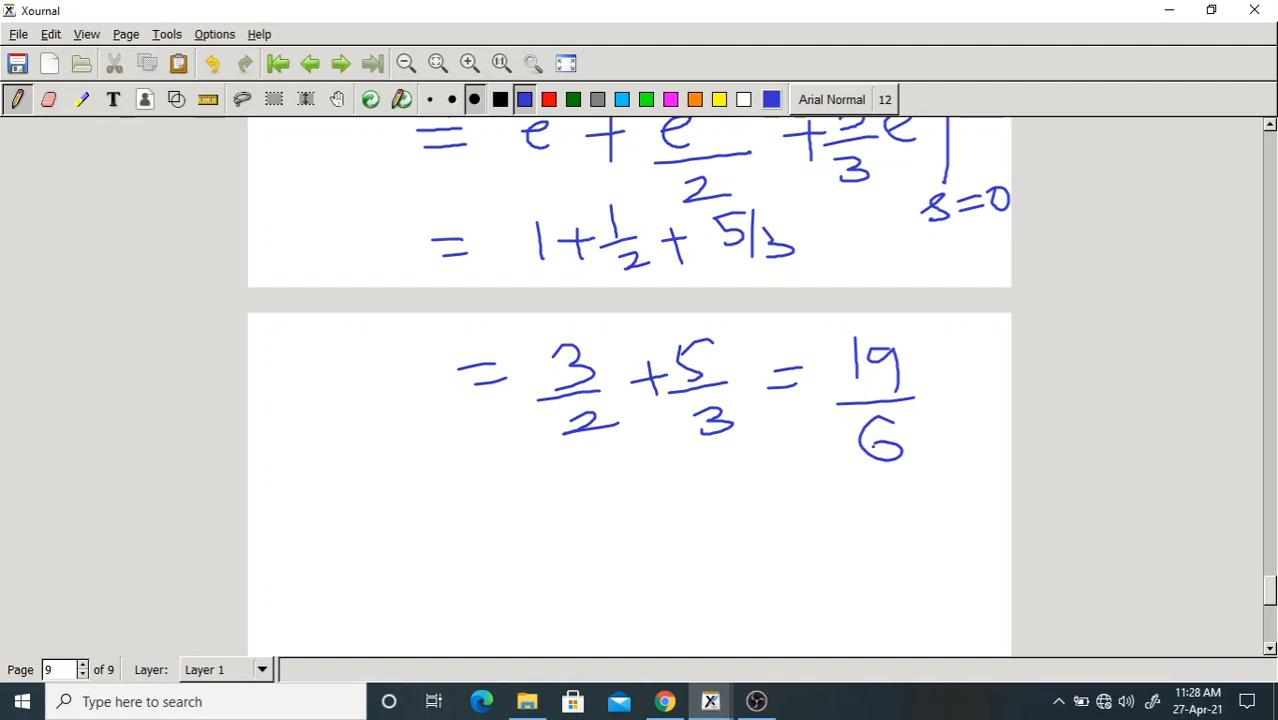 Xournal
File Edit View Page Tools Options Help
Arial Normal 12
= e + e/2 + 5/3 e |
s=0
= 1 + 1/2 + 5/3
= 3/2 + 5/3 = 19/6
Page 9 of 9 Layer: Layer 1
Type here to search
11:28 AM
27-Apr-21